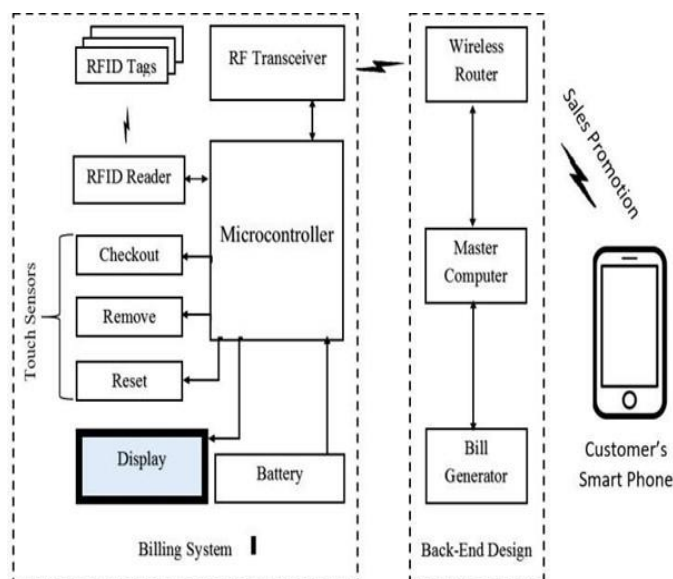 RFID Tags
RF Transceiver
RFID Reader
Microcontroller
Touch Sensors
Checkout
Remove
Reset
Display
Battery
Billing System
Wireless
Router
Master
Computer
Bill
Generator
Back-End Design
Sales Promotion
Customer's
Smart Phone